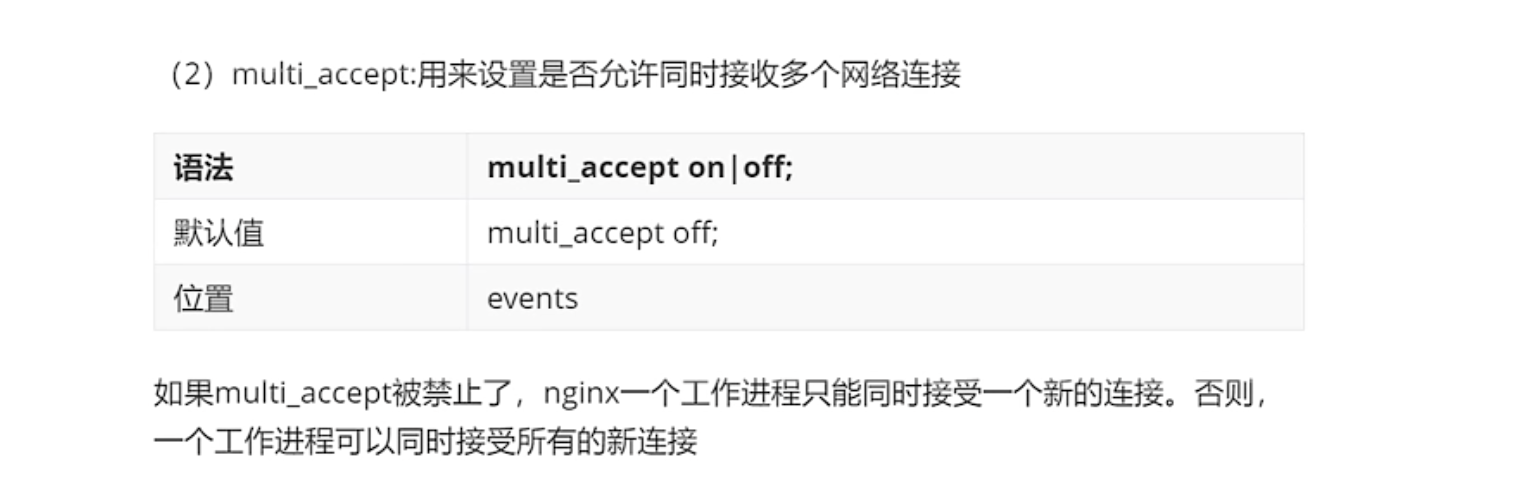 （2）multi_accept:用来设置是否允许同时接收多个网络连接
语法 multi_accept on|off;
默认值 multi_accept off;
位置 events
如果multi_accept被禁止了，nginx一个工作进程只能同时接受一个新的连接。否则，
一个工作进程可以同时接受所有的新连接